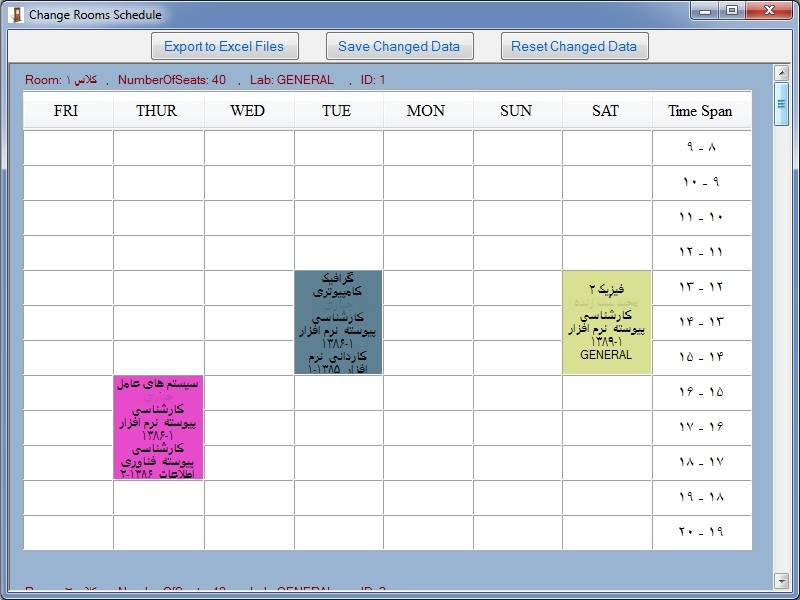 Change Rooms Schedule
Export to Excel Files
Save Changed Data
Reset Changed Data
Room: کلاس ۱ , NumberOfSeats: 40 , Lab: GENERAL , ID: 1
FRI THUR WED TUE MON SUN SAT Time Span
۹ - ۸
۱۰ - ۹
۱۱ - ۱۰
۱۲ - ۱۱
۱۳ - ۱۲
۱۴ - ۱۳
۱۵ - ۱۴
۱۶ - ۱۵
۱۷ - ۱۶
۱۸ - ۱۷
۱۹ - ۱۸
۲۰ - ۱۹
فیزیک ۲
کارشناسی
پیوسته نرم افزار
۱۳۸۹-۱
GENERAL
گرافیک
کامپیوتری
جباری
کارشناسی
پیوسته نرم افزار
۱۳۸۶-۱
کاردانی نرم
افزار ۱۳۸۵-۱
سیستم های عامل
جباری
کارشناسی
پیوسته نرم افزار
۱۳۸۶-۱
کارشناسی
پیوسته فناوری
اطلاعات ۱۳۸۶-۲